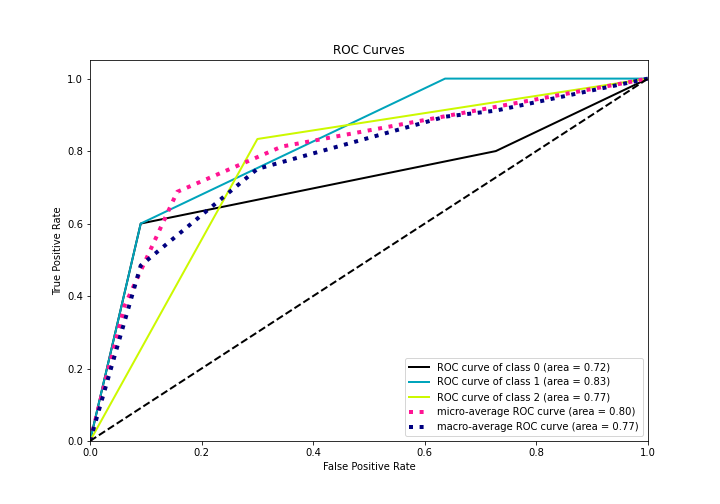 ROC Curves
True Positive Rate
1.0
0.8
0.6
0.4
0.2
0.0
ROC curve of class 0 (area = 0.72)
ROC curve of class 1 (area = 0.83)
ROC curve of class 2 (area = 0.77)
micro-average ROC curve (area = 0.80)
macro-average ROC curve (area = 0.77)
0.0 0.2 0.4 0.6 0.8 1.0
False Positive Rate